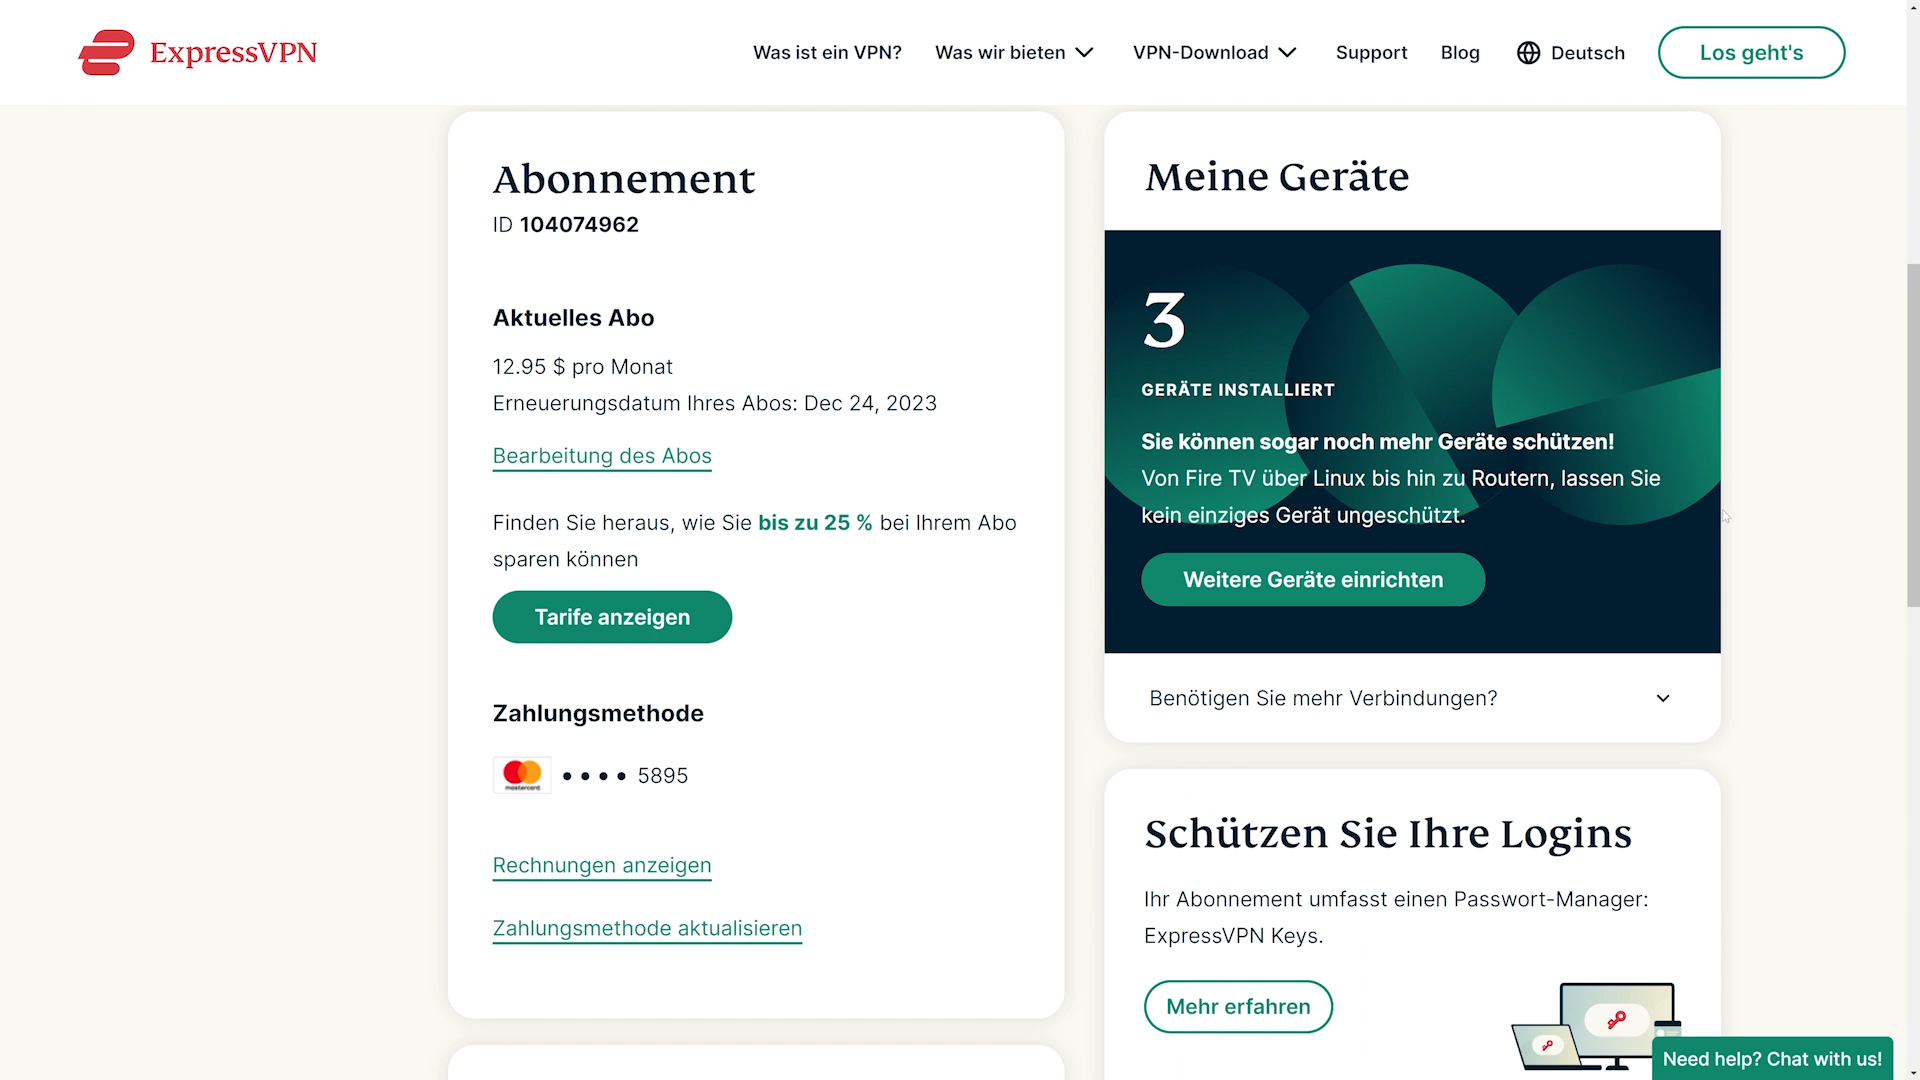 ExpressVPN
Was ist ein VPN?
Was wir bieten
VPN-Download
Support
Blog
Deutsch
Los geht's
Abonnement
ID 104074962
Aktuelles Abo
12.95 $ pro Monat
Erneuerungsdatum Ihres Abos: Dec 24, 2023
Bearbeitung des Abos
Finden Sie heraus, wie Sie bis zu 25 % bei Ihrem Abo
sparen können
Tarife anzeigen
Zahlungsmethode
mastercard
•••• 5895
Rechnungen anzeigen
Zahlungsmethode aktualisieren
Meine Geräte
3
GERÄTE INSTALLIERT
Sie können sogar noch mehr Geräte schützen!
Von Fire TV über Linux bis hin zu Routern, lassen Sie
kein einziges Gerät ungeschützt.
Weitere Geräte einrichten
Benötigen Sie mehr Verbindungen?
Schützen Sie Ihre Logins
Ihr Abonnement umfasst einen Passwort-Manager:
ExpressVPN Keys.
Mehr erfahren
Need help? Chat with us!